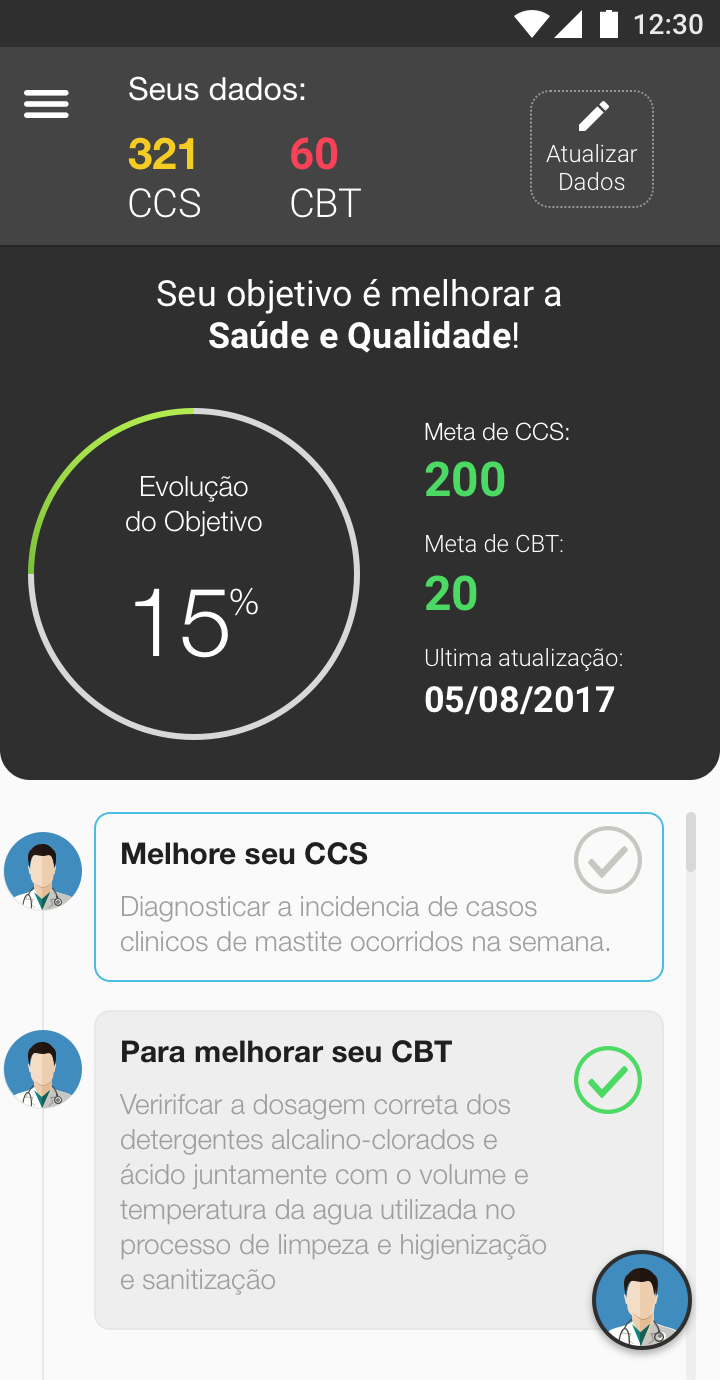 12:30
Seus dados:
321 60
CCS CBT
Atualizar
Dados
Seu objetivo é melhorar a
Saúde e Qualidade!
Evolução
do Objetivo
15%
Meta de CCS:
200
Meta de CBT:
20
Ultima atualização:
05/08/2017
Melhore seu CCS
Diagnosticar a incidencia de casos
clinicos de mastite ocorridos na semana.
Para melhorar seu CBT
Veririfcar a dosagem correta dos
detergentes alcalino-clorados e
ácido juntamente com o volume e
temperatura da agua utilizada no
processo de limpeza e higienização
e sanitização